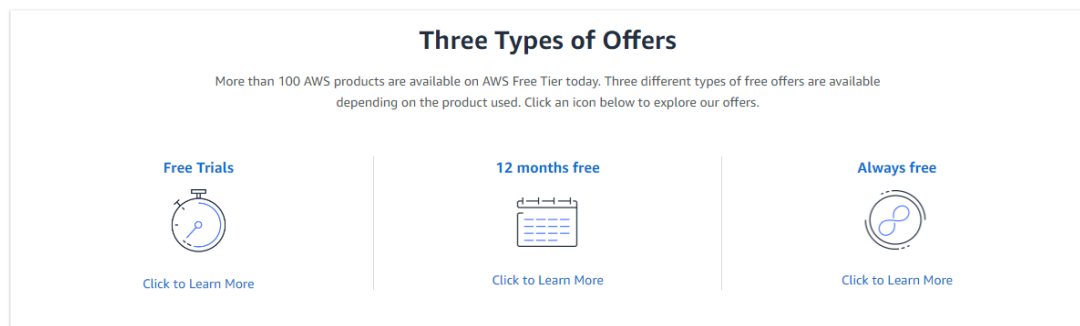 Three Types of Offers
More than 100 AWS products are available on AWS Free Tier today. Three different types of free offers are available
depending on the product used. Click an icon below to explore our offers.
Free Trials
Click to Learn More
12 months free
Click to Learn More
Always free
Click to Learn More